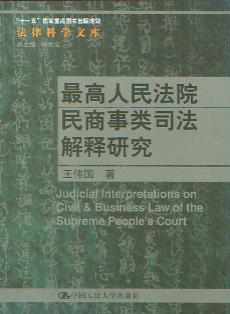 "十一五"国家重点图书出版规划
法律科学文库
最高人民法院
民商事类司法
解释研究
王伟国 著
Judicial Interpretations on
Civil & Business Law of the
Supreme People's Court
中国人民大学出版社